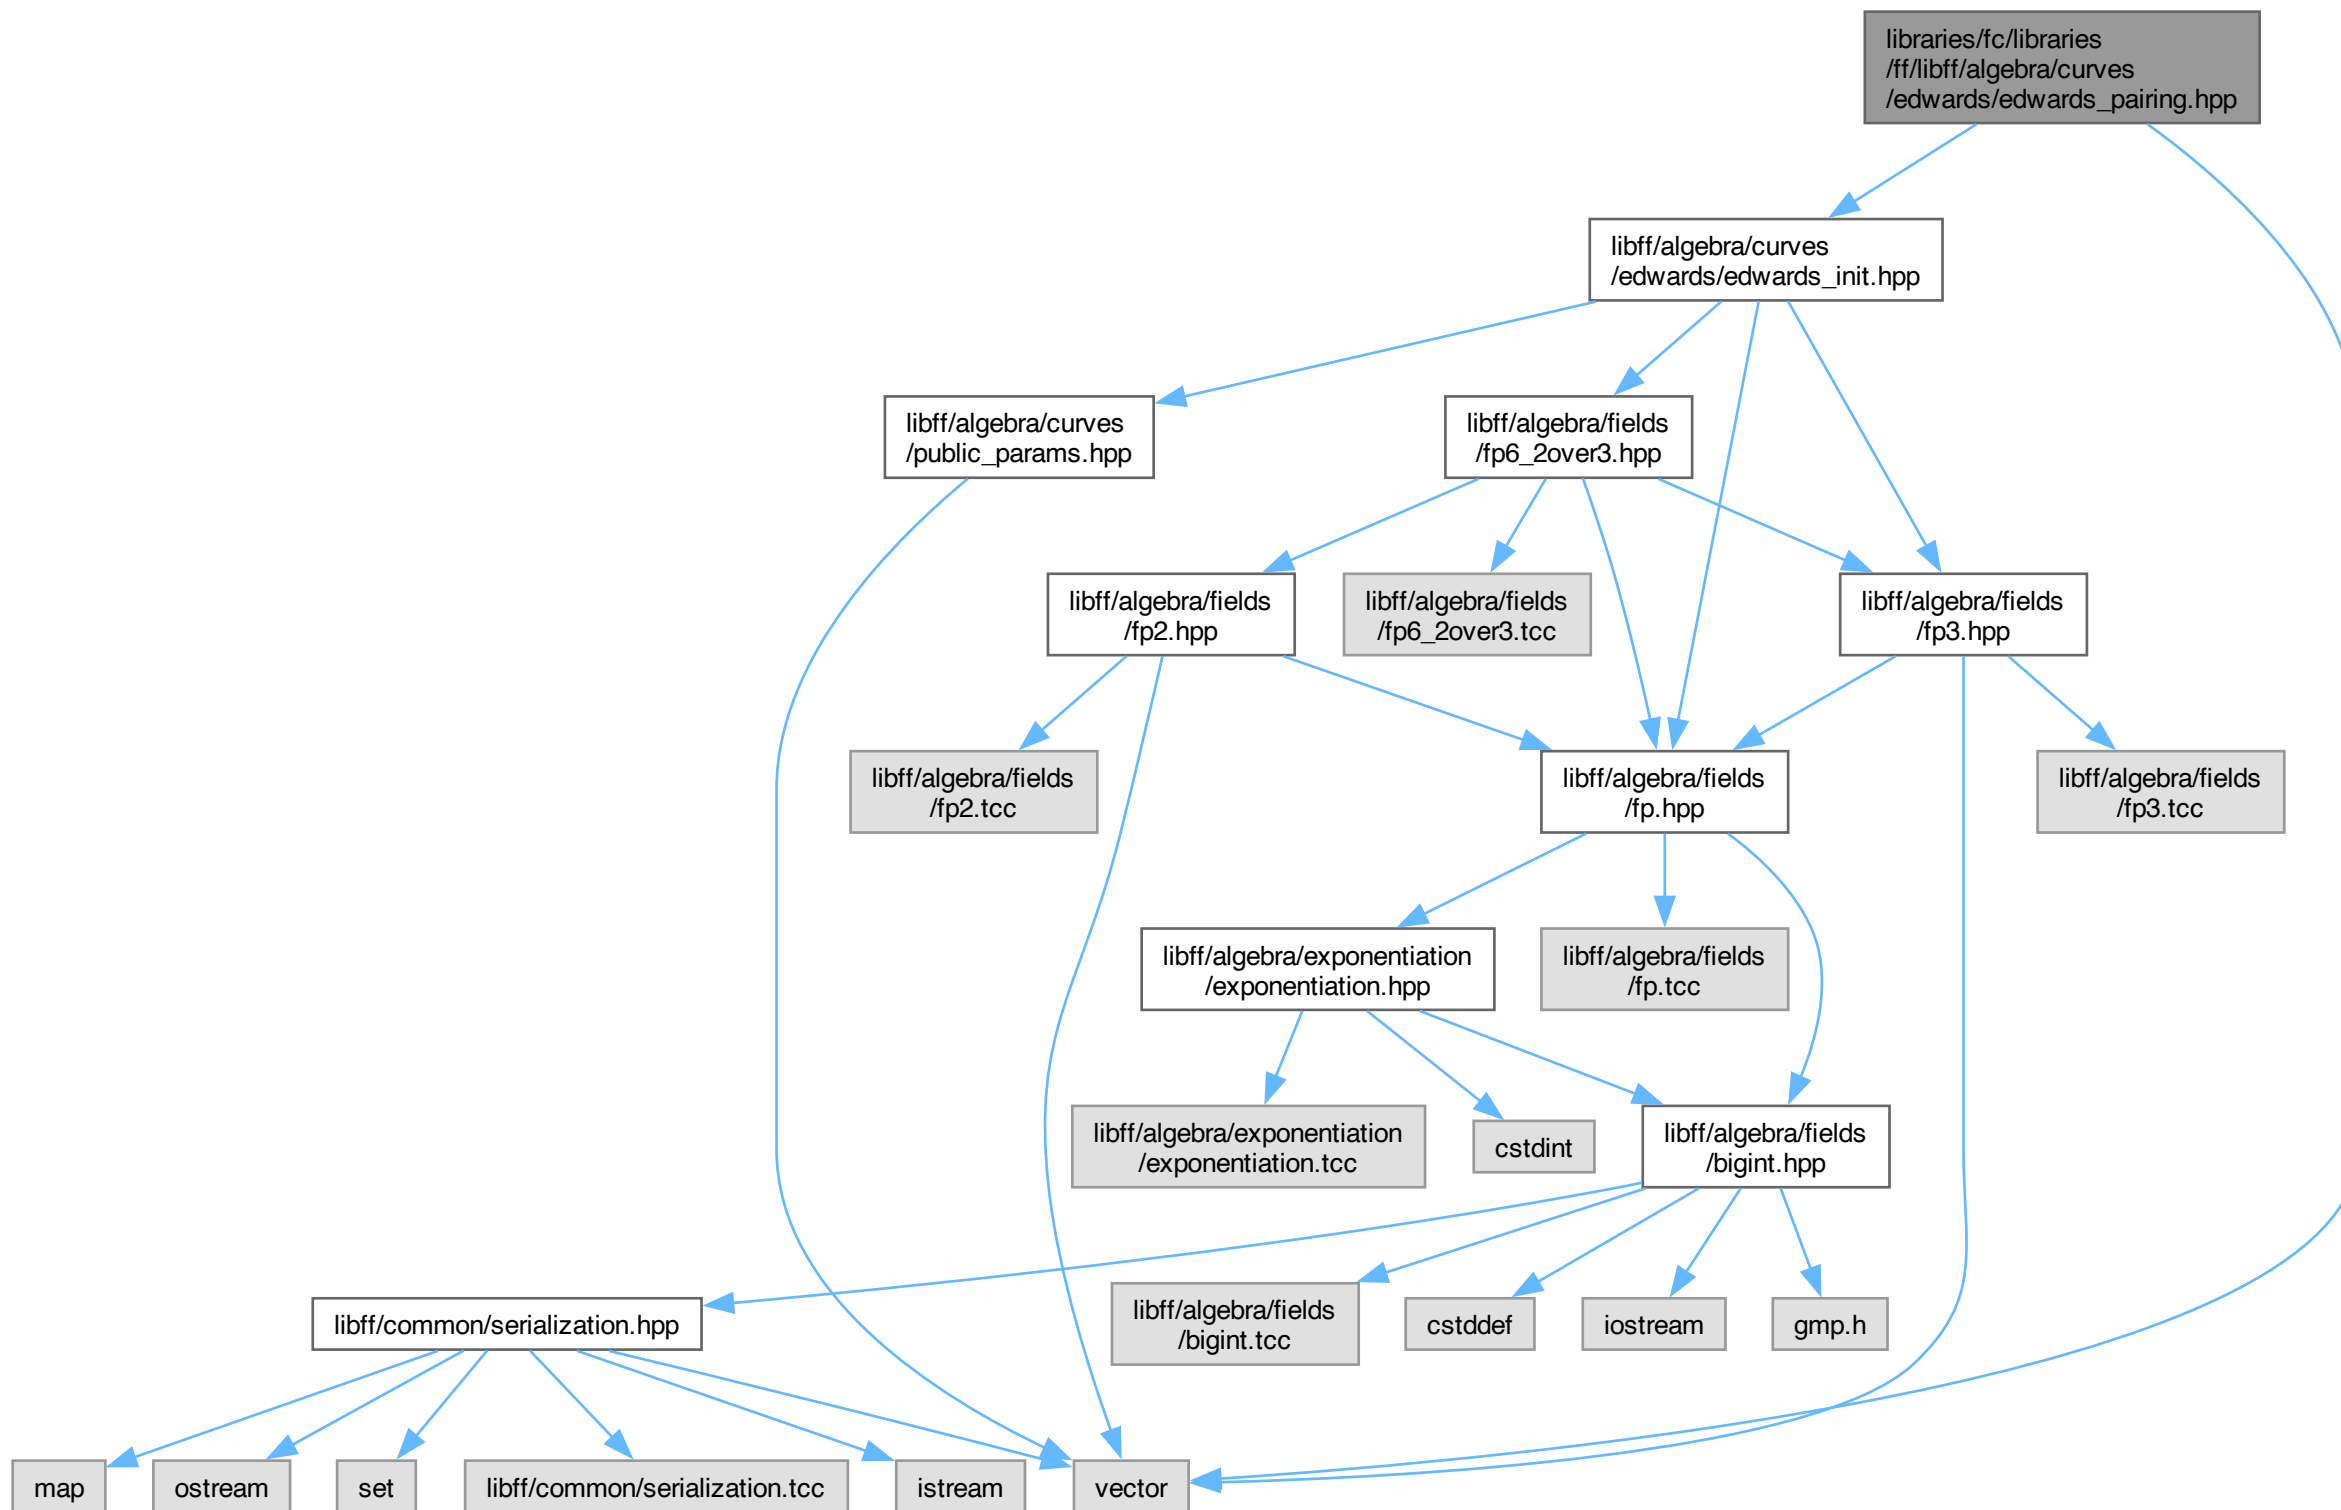 libraries/fc/libraries
/ff/libff/algebra/curves
/edwards/edwards_pairing.hpp
libff/algebra/curves
/edwards/edwards_init.hpp
libff/algebra/curves
/public_params.hpp
libff/algebra/fields
/fp6_2over3.hpp
libff/algebra/fields
/fp2.hpp
libff/algebra/fields
/fp6_2over3.tcc
libff/algebra/fields
/fp3.hpp
libff/algebra/fields
/fp2.tcc
libff/algebra/fields
/fp.hpp
libff/algebra/fields
/fp3.tcc
libff/algebra/exponentiation
/exponentiation.hpp
libff/algebra/fields
/fp.tcc
libff/algebra/exponentiation
/exponentiation.tcc
cstdint
libff/algebra/fields
/bigint.hpp
libff/common/serialization.hpp
libff/algebra/fields
/bigint.tcc
cstddef
iostream
gmp.h
map
ostream
set
libff/common/serialization.tcc
istream
vector